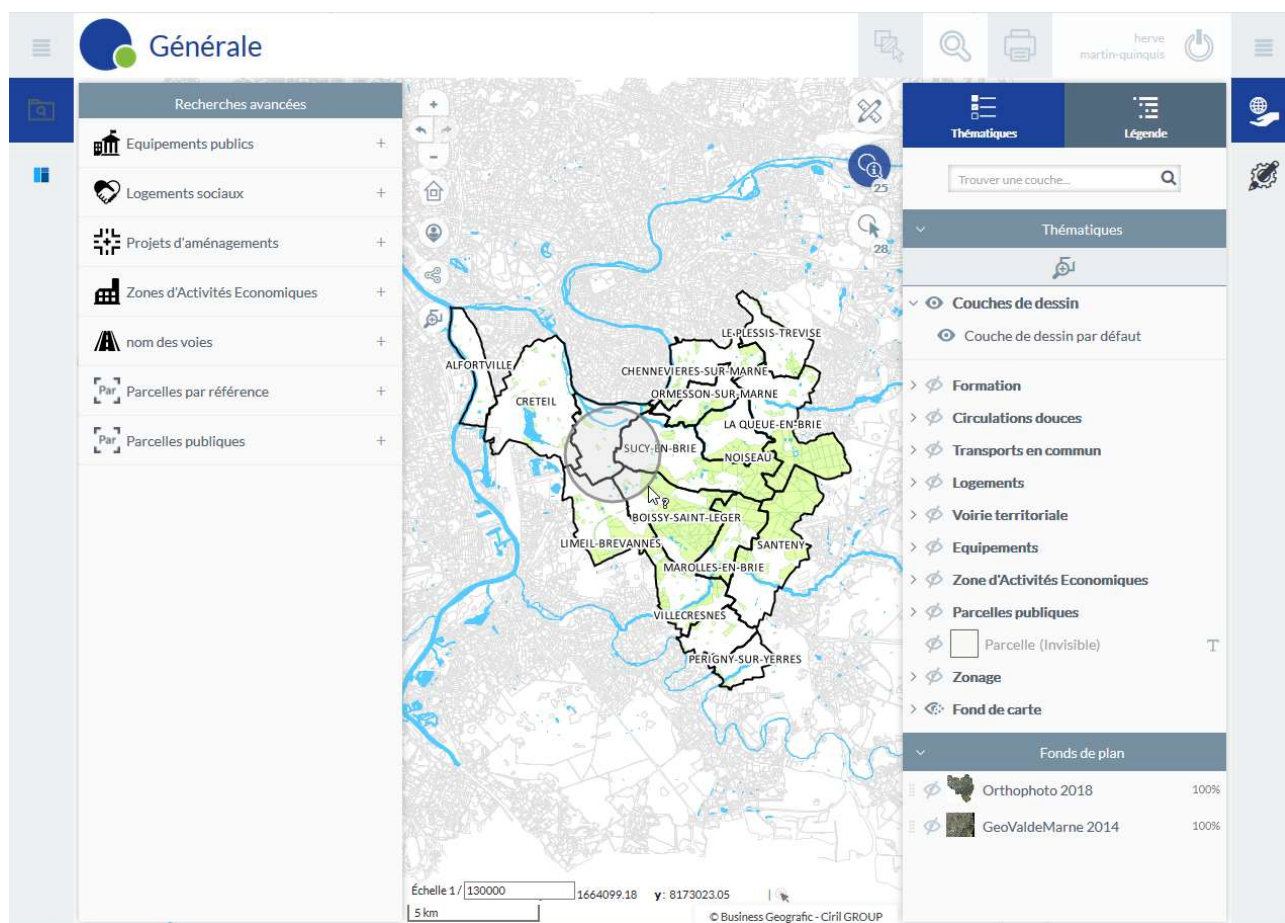 Générale
herve
martin-quinquis
Recherches avancées
Equipements publics +
Logements sociaux +
Projets d'aménagements +
Zones d'Activités Economiques +
nom des voies +
Par Parcelles par référence +
Par Parcelles publiques +
+
-
25
28
LE-PLESSIS-TREVISE
ALFORTVILLE
CHENNEVIERES-SUR-MARNE
CRETEIL
ORMESSON-SUR-MARNE
LA QUEUE-EN-BRIE
SUCY-EN-BRIE
NOISEAU
BOISSY-SAINT-LEGER
LIMEIL-BREVANNES
SANTENY
MAROLLES-EN-BRIE
VILLECRESNES
PERIGNY-SUR-YERRES
Échelle 1 / 130000
1664099.18 y: 8173023.05
5 km
© Business Geografic - Ciril GROUP
Thématiques
Légende
Trouver une couche...
Thématiques
Couches de dessin
Couche de dessin par défaut
Formation
Circulations douces
Transports en commun
Logements
Voirie territoriale
Equipements
Zone d'Activités Economiques
Parcelles publiques
Parcelle (Invisible) T
Zonage
Fond de carte
Fonds de plan
Orthophoto 2018 100%
GeoValdeMarne 2014 100%